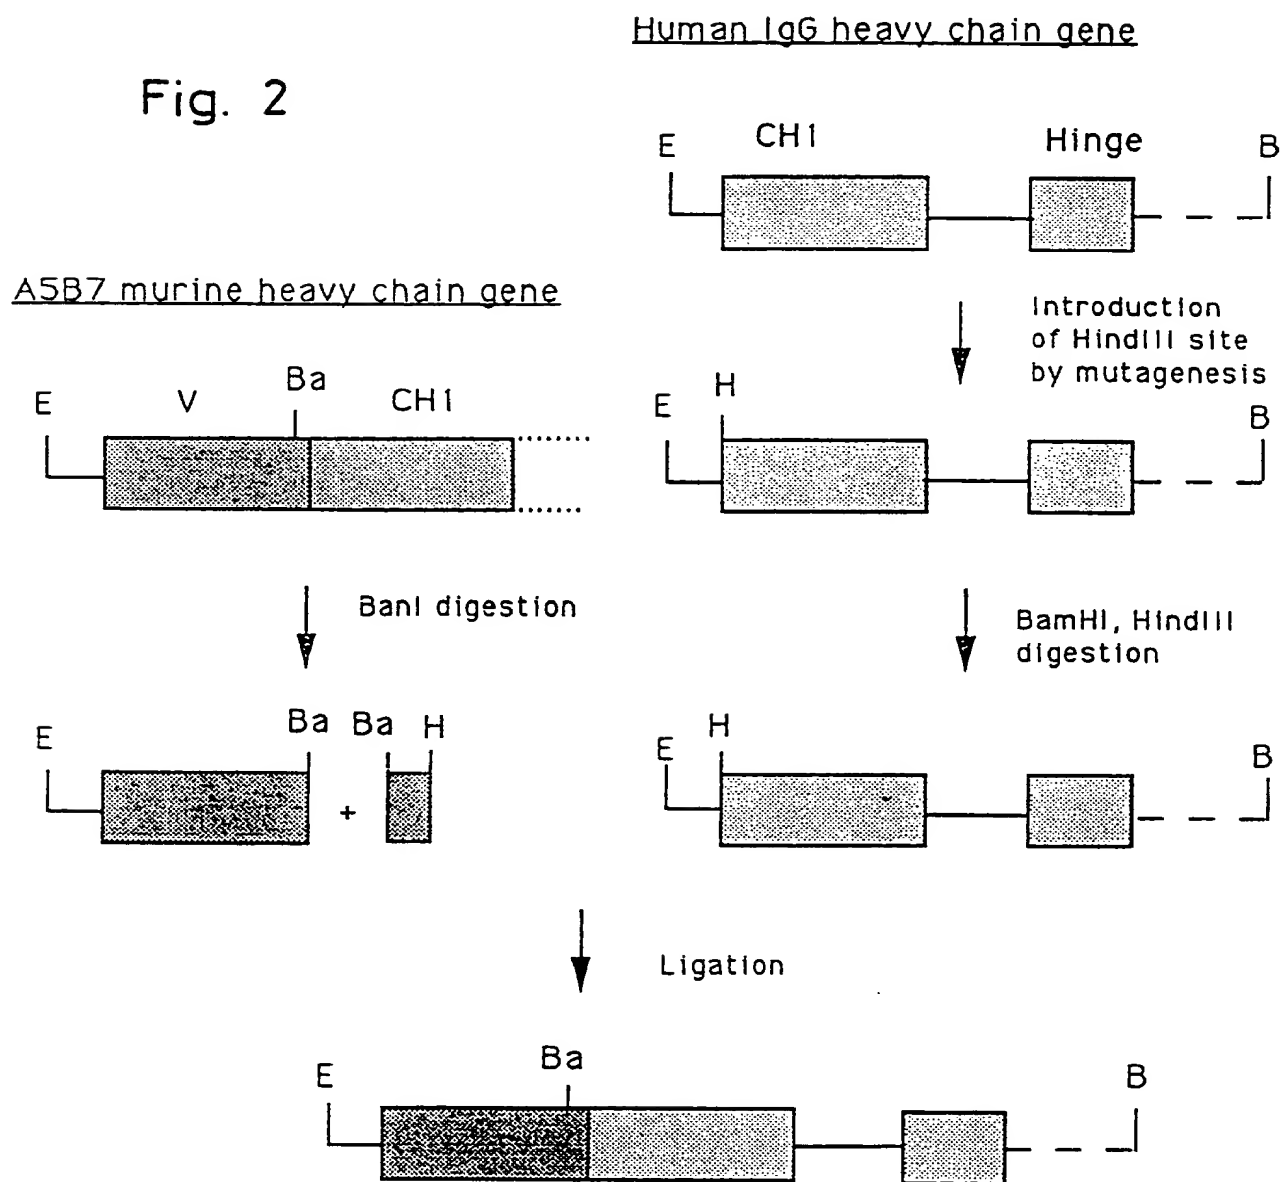 Human IgG heavy chain gene
Fig. 2
E CH1 Hinge B
A5B7 murine heavy chain gene
Introduction
of HindIII site
by mutagenesis
E V Ba CH1
E H B
BanI digestion
BamHI, HindIII
digestion
E Ba Ba H
+
E H B
Ligation
E Ba B